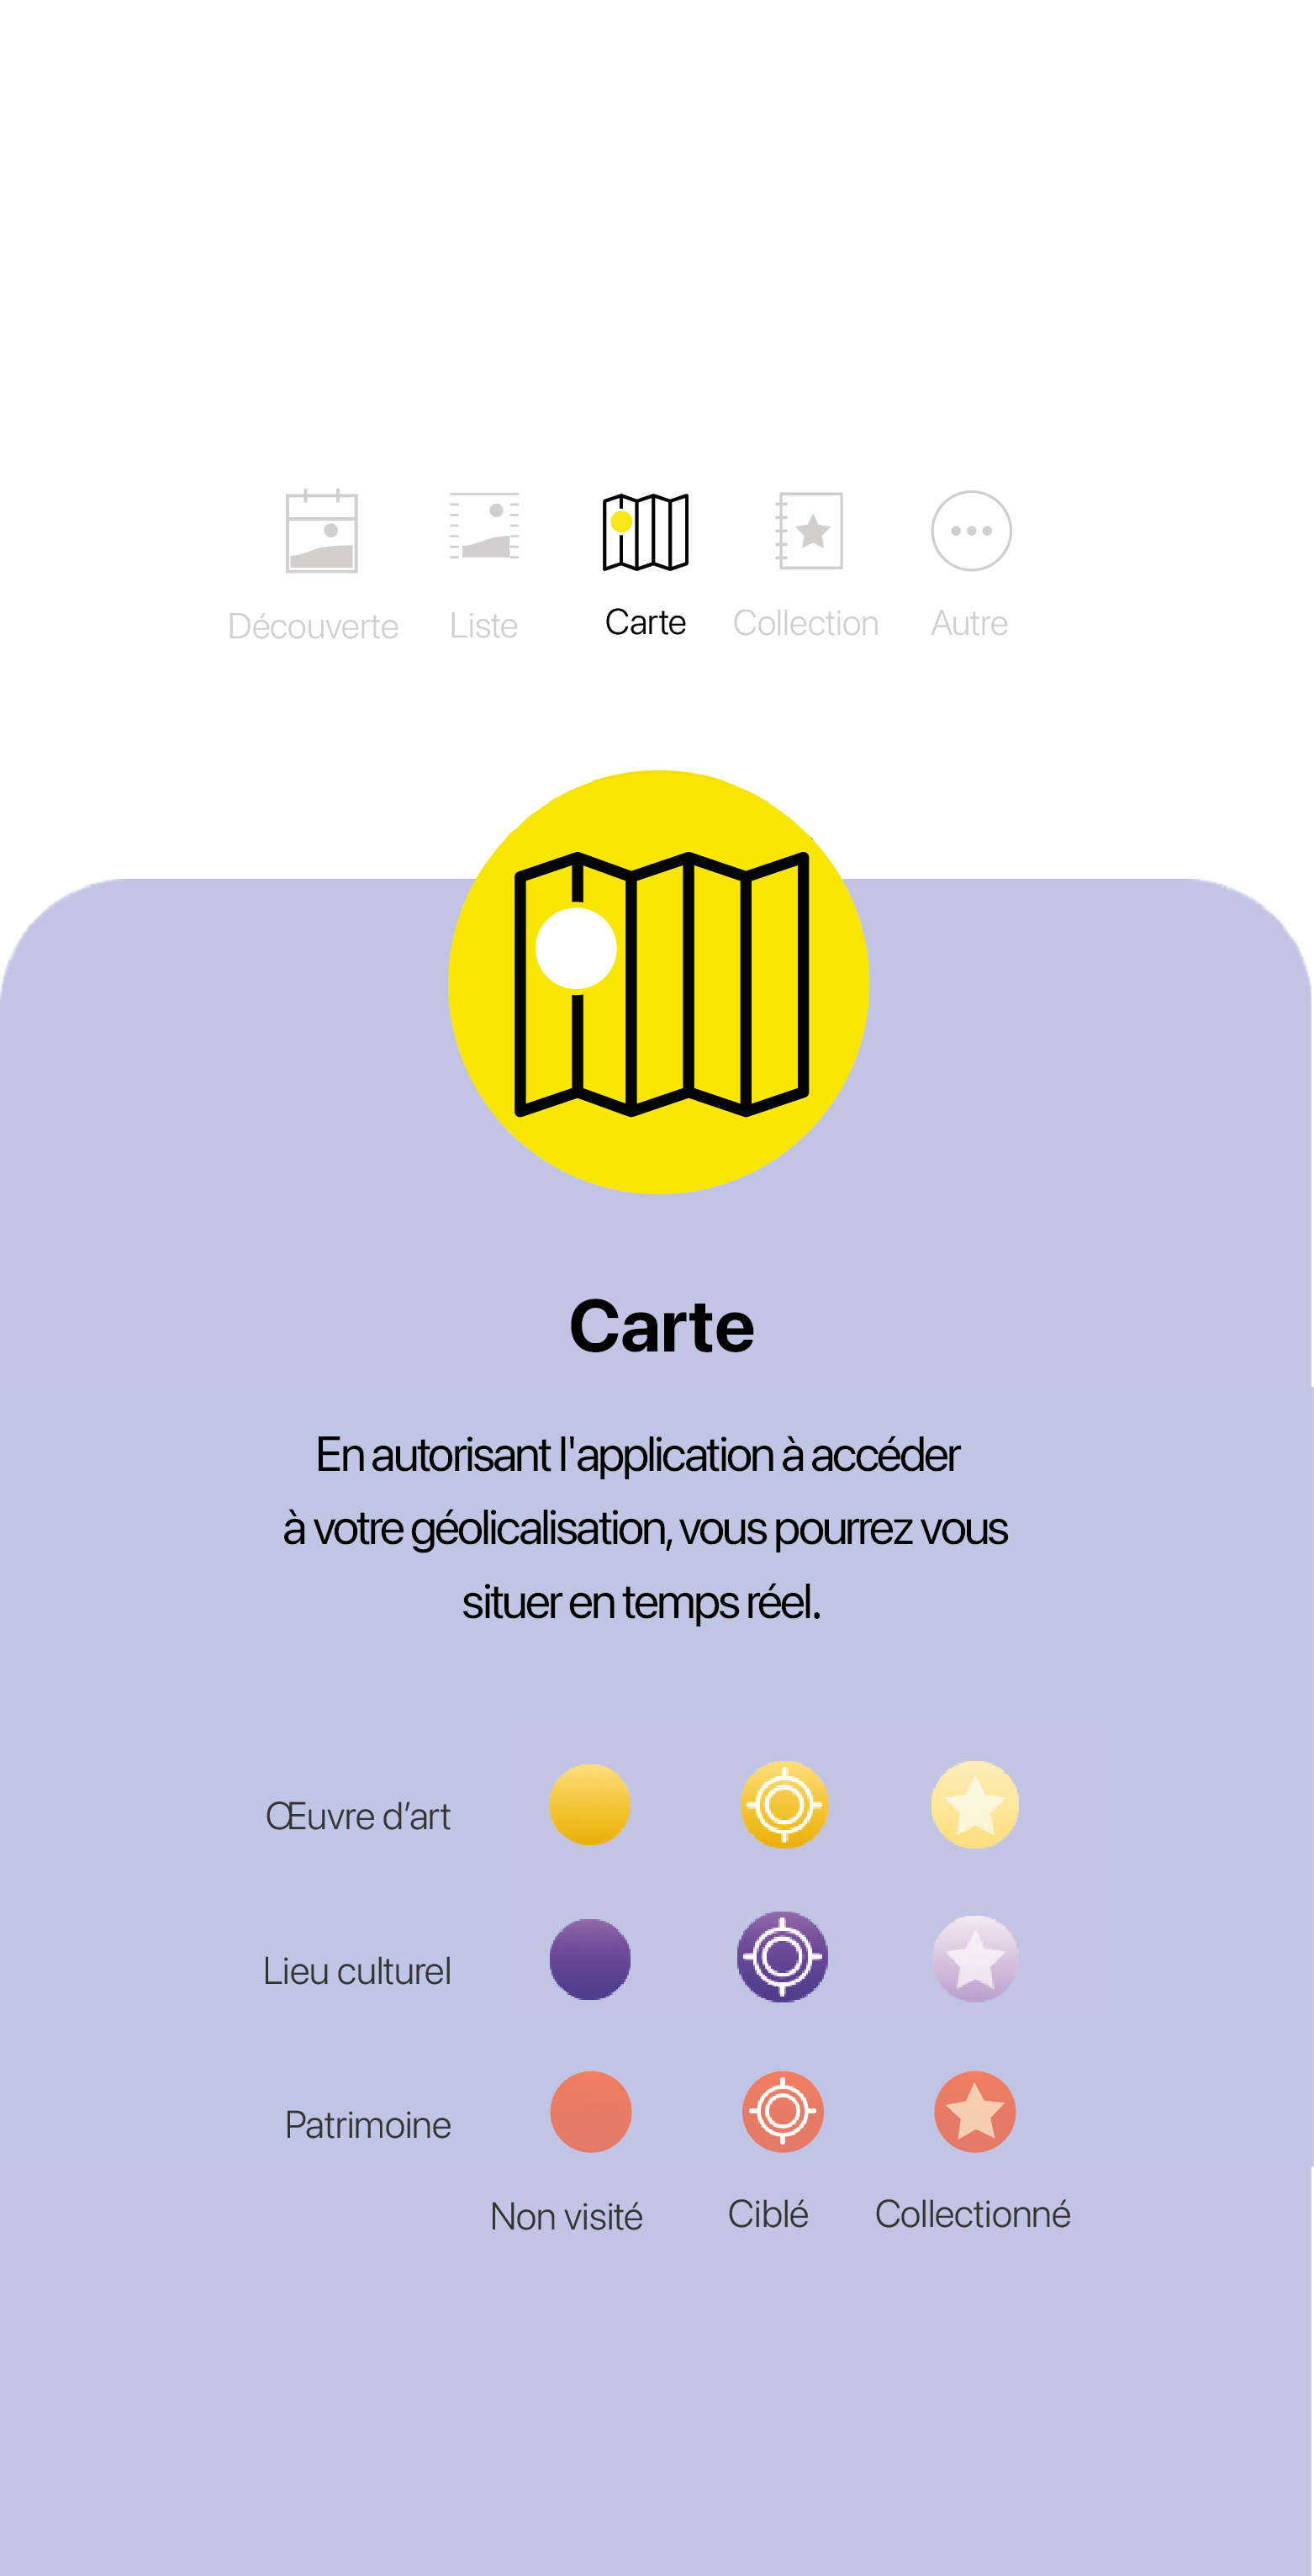 Découverte Liste Carte Collection Autre
Carte
En autorisant l'application à accéder
à votre géolicalisation, vous pourrez vous
situer en temps réel.
Œuvre d’art
Lieu culturel
Patrimoine
Non visité Ciblé Collectionné